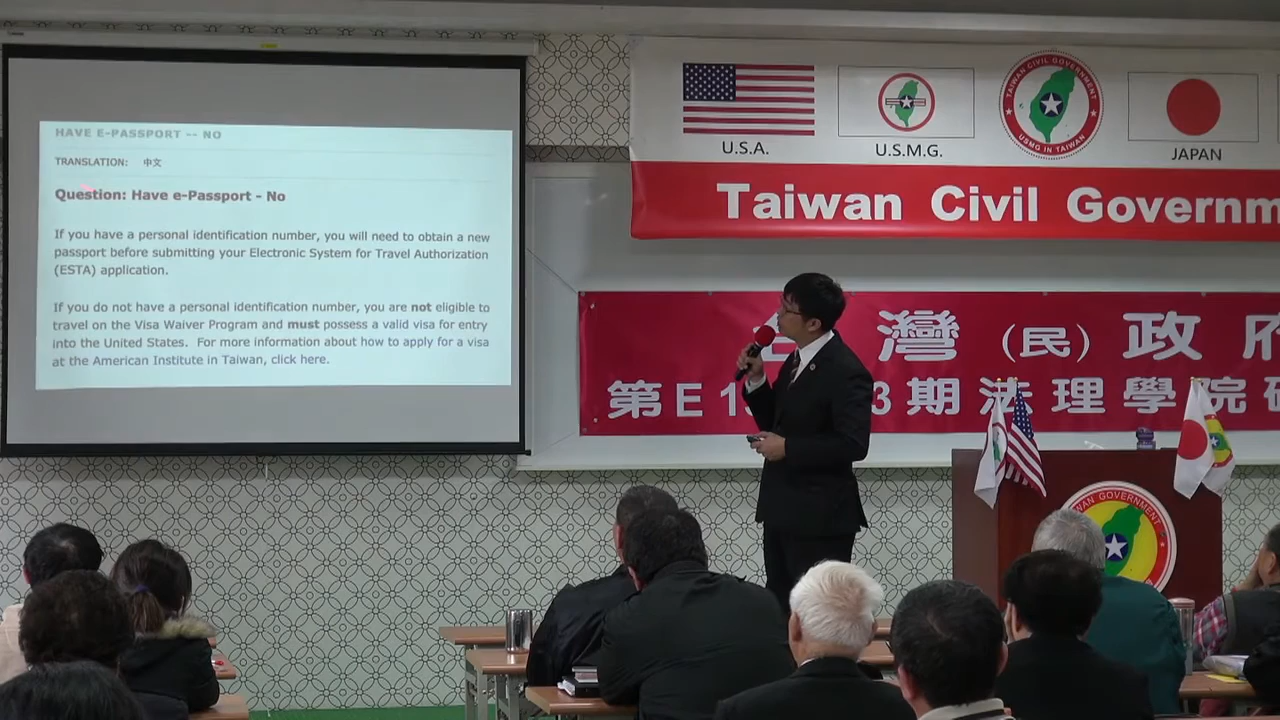 HAVE E-PASSPORT -- NO
TRANSLATION: 中文
Question: Have e-Passport - No
If you have a personal identification number, you will need to obtain a new
passport before submitting your Electronic System for Travel Authorization
(ESTA) application.
If you do not have a personal identification number, you are not eligible to
travel on the Visa Waiver Program and must possess a valid visa for entry
into the United States. For more information about how to apply for a visa
at the American Institute in Taiwan, click here.
U.S.A.
U.S.M.G.
TAIWAN CIVIL GOVERNMENT
USMG IN TAIWAN
JAPAN
Taiwan Civil Governm
灣(民)政府
第E1 3期法理學院
WAN GOVERNMENT